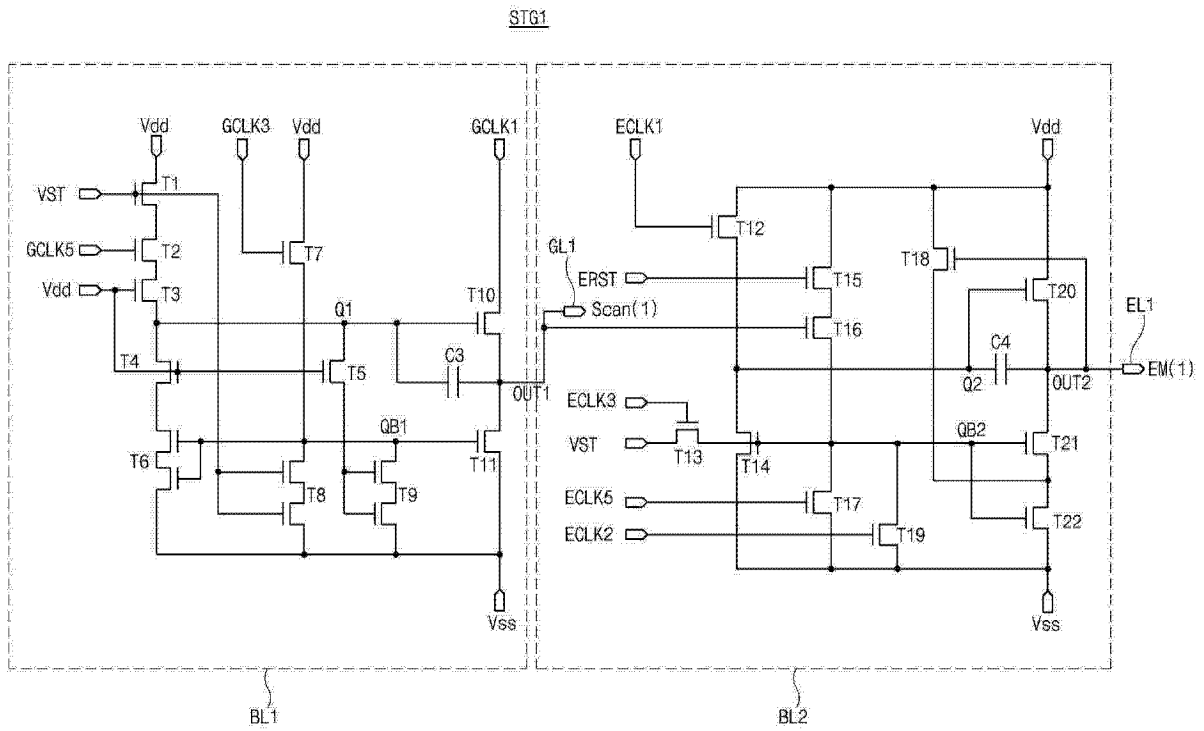 STG1
Vdd
GCLK3
Vdd
GCLK1
ECLK1
Vdd
VST
T1
GCLK5
T2
T7
T12
GL1
T18
Vdd
T3
T10
ERST
T15
T20
EL1
Q1
Scan(1)
T16
T4
T5
C3
C4
OUT1
Q2
OUT2
EM(1)
ECLK3
QB1
VST
T13
T14
QB2
T21
T6
T11
T8
T9
ECLK5
T17
ECLK2
T19
T22
Vss
Vss
BL1
BL2